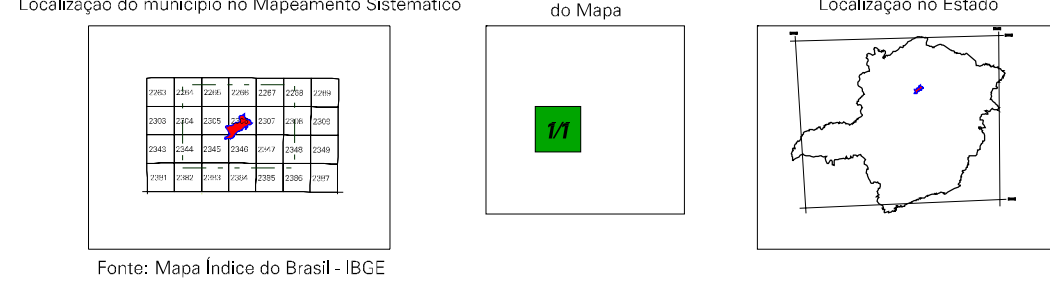 Localização do município no Mapeamento Sistemático
do Mapa
Localização no Estado
2263 2264 2265 2266 2267 2268 2269
2303 2304 2305 2307 2308 2309
2343 2344 2345 2346 2347 2348 2349
2381 2382 2383 2384 2385 2386 2387
1/1
Fonte: Mapa Índice do Brasil - IBGE